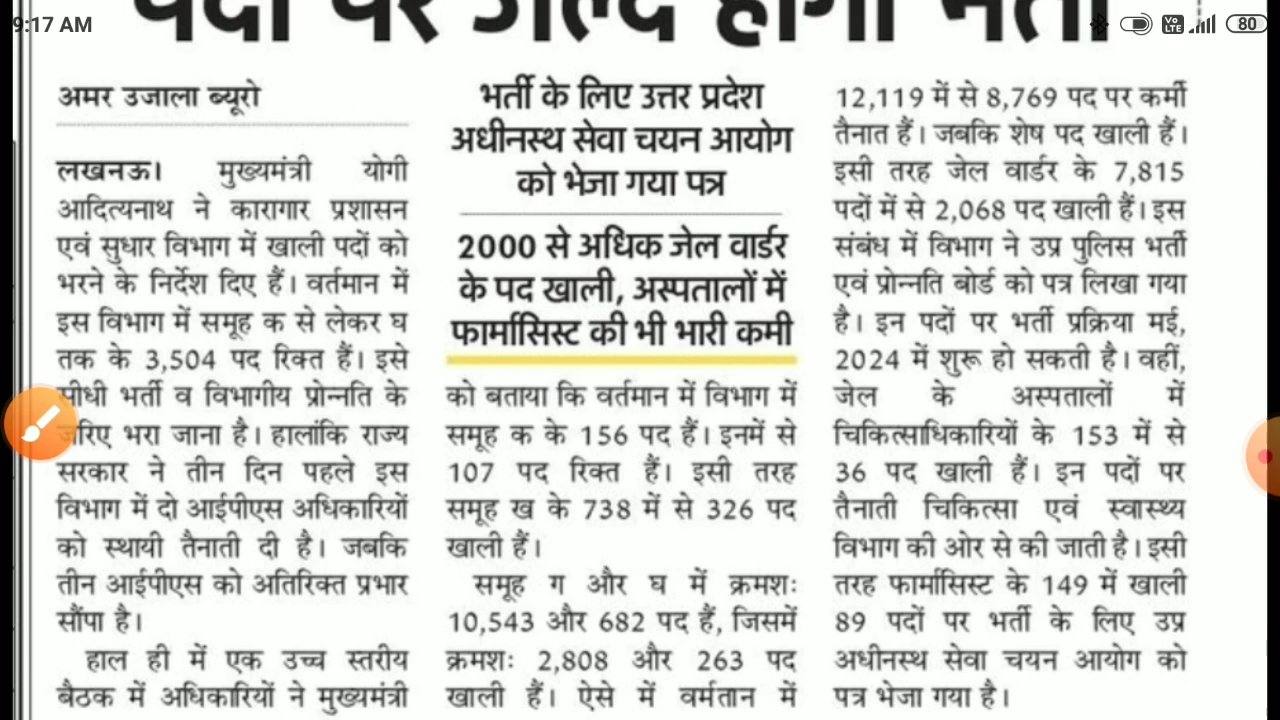 9:17 AM
Vo LTE
80
पदों पर जल्द होगी भर्ती
अमर उजाला ब्यूरो
लखनऊ। मुख्यमंत्री योगी
आदित्यनाथ ने कारागार प्रशासन
एवं सुधार विभाग में खाली पदों को
भरने के निर्देश दिए हैं। वर्तमान में
इस विभाग में समूह क से लेकर घ
तक के 3,504 पद रिक्त हैं। इसे
सीधी भर्ती व विभागीय प्रोन्नति के
जरिए भरा जाना है। हालांकि राज्य
सरकार ने तीन दिन पहले इस
विभाग में दो आईपीएस अधिकारियों
को स्थायी तैनाती दी है। जबकि
तीन आईपीएस को अतिरिक्त प्रभार
सौंपा है।
हाल ही में एक उच्च स्तरीय
बैठक में अधिकारियों ने मुख्यमंत्री
भर्ती के लिए उत्तर प्रदेश
अधीनस्थ सेवा चयन आयोग
को भेजा गया पत्र
2000 से अधिक जेल वार्डर
के पद खाली, अस्पतालों में
फार्मासिस्ट की भी भारी कमी
को बताया कि वर्तमान में विभाग में
समूह क के 156 पद हैं। इनमें से
107 पद रिक्त हैं। इसी तरह
समूह ख के 738 में से 326 पद
खाली हैं।
समूह ग और घ में क्रमशः
10,543 और 682 पद हैं, जिसमें
क्रमशः 2,808 और 263 पद
खाली हैं। ऐसे में वर्मतान में
12,119 में से 8,769 पद पर कर्मी
तैनात हैं। जबकि शेष पद खाली हैं।
इसी तरह जेल वार्डर के 7,815
पदों में से 2,068 पद खाली हैं। इस
संबंध में विभाग ने उप्र पुलिस भर्ती
एवं प्रोन्नति बोर्ड को पत्र लिखा गया
है। इन पदों पर भर्ती प्रक्रिया मई,
2024 में शुरू हो सकती है। वहीं,
जेल के अस्पतालों में
चिकित्साधिकारियों के 153 में से
36 पद खाली हैं। इन पदों पर
तैनाती चिकित्सा एवं स्वास्थ्य
विभाग की ओर से की जाती है। इसी
तरह फार्मासिस्ट के 149 में खाली
89 पदों पर भर्ती के लिए उप्र
अधीनस्थ सेवा चयन आयोग को
पत्र भेजा गया है।